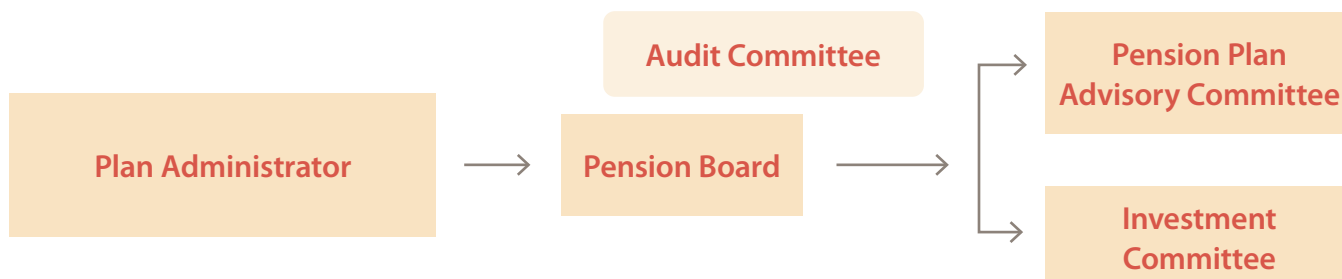 Audit Committee
Plan Administrator
Pension Board
Pension Plan
Advisory Committee
Investment
Committee